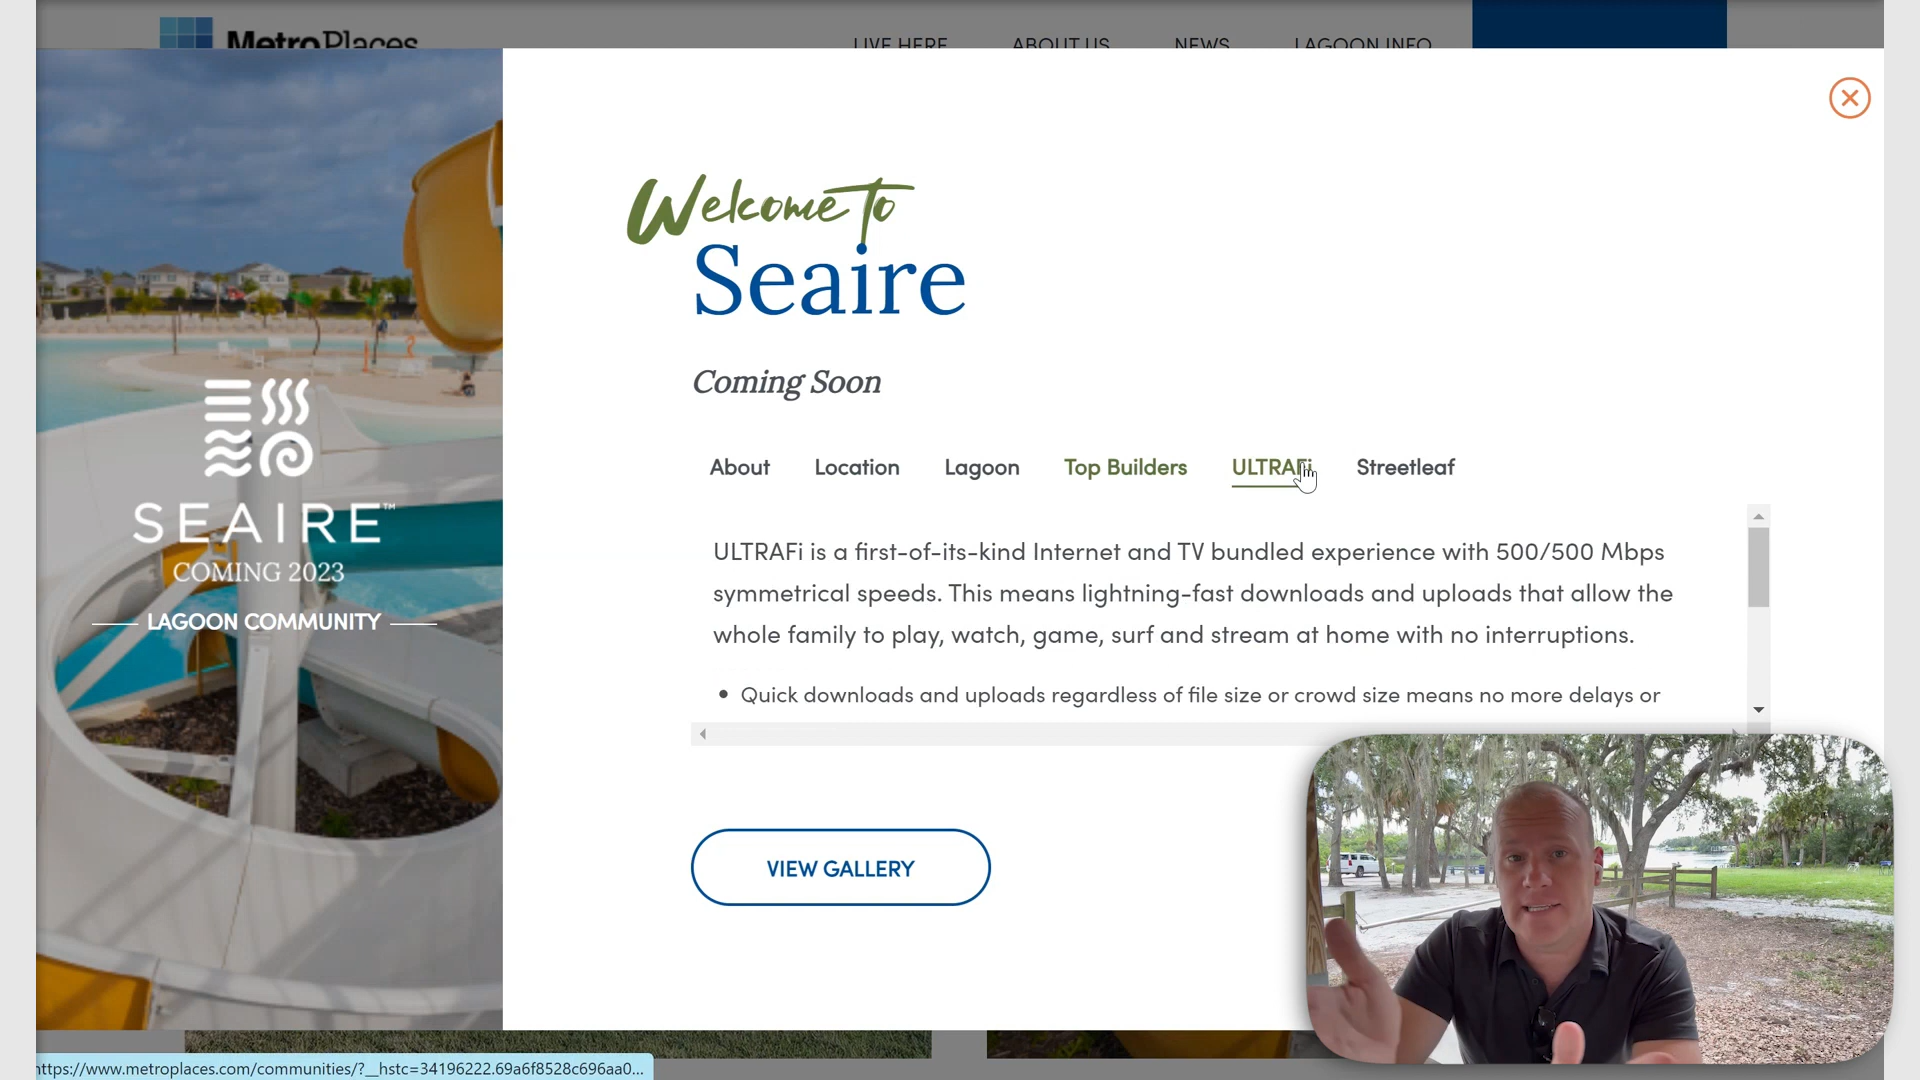 MetroPlaces
LIVE HERE ABOUT US NEWS LAGOON INFO
Welcome To
Seaire
Coming Soon
About Location Lagoon Top Builders ULTRAFi Streetleaf
ULTRAFi is a first-of-its-kind Internet and TV bundled experience with 500/500 Mbps
symmetrical speeds. This means lightning-fast downloads and uploads that allow the
whole family to play, watch, game, surf and stream at home with no interruptions.
• Quick downloads and uploads regardless of file size or crowd size means no more delays or
VIEW GALLERY
SEAIRE™
COMING 2023
LAGOON COMMUNITY
https://www.metroplaces.com/communities/?__hstc=34196222.69a6f8528c696aa0...